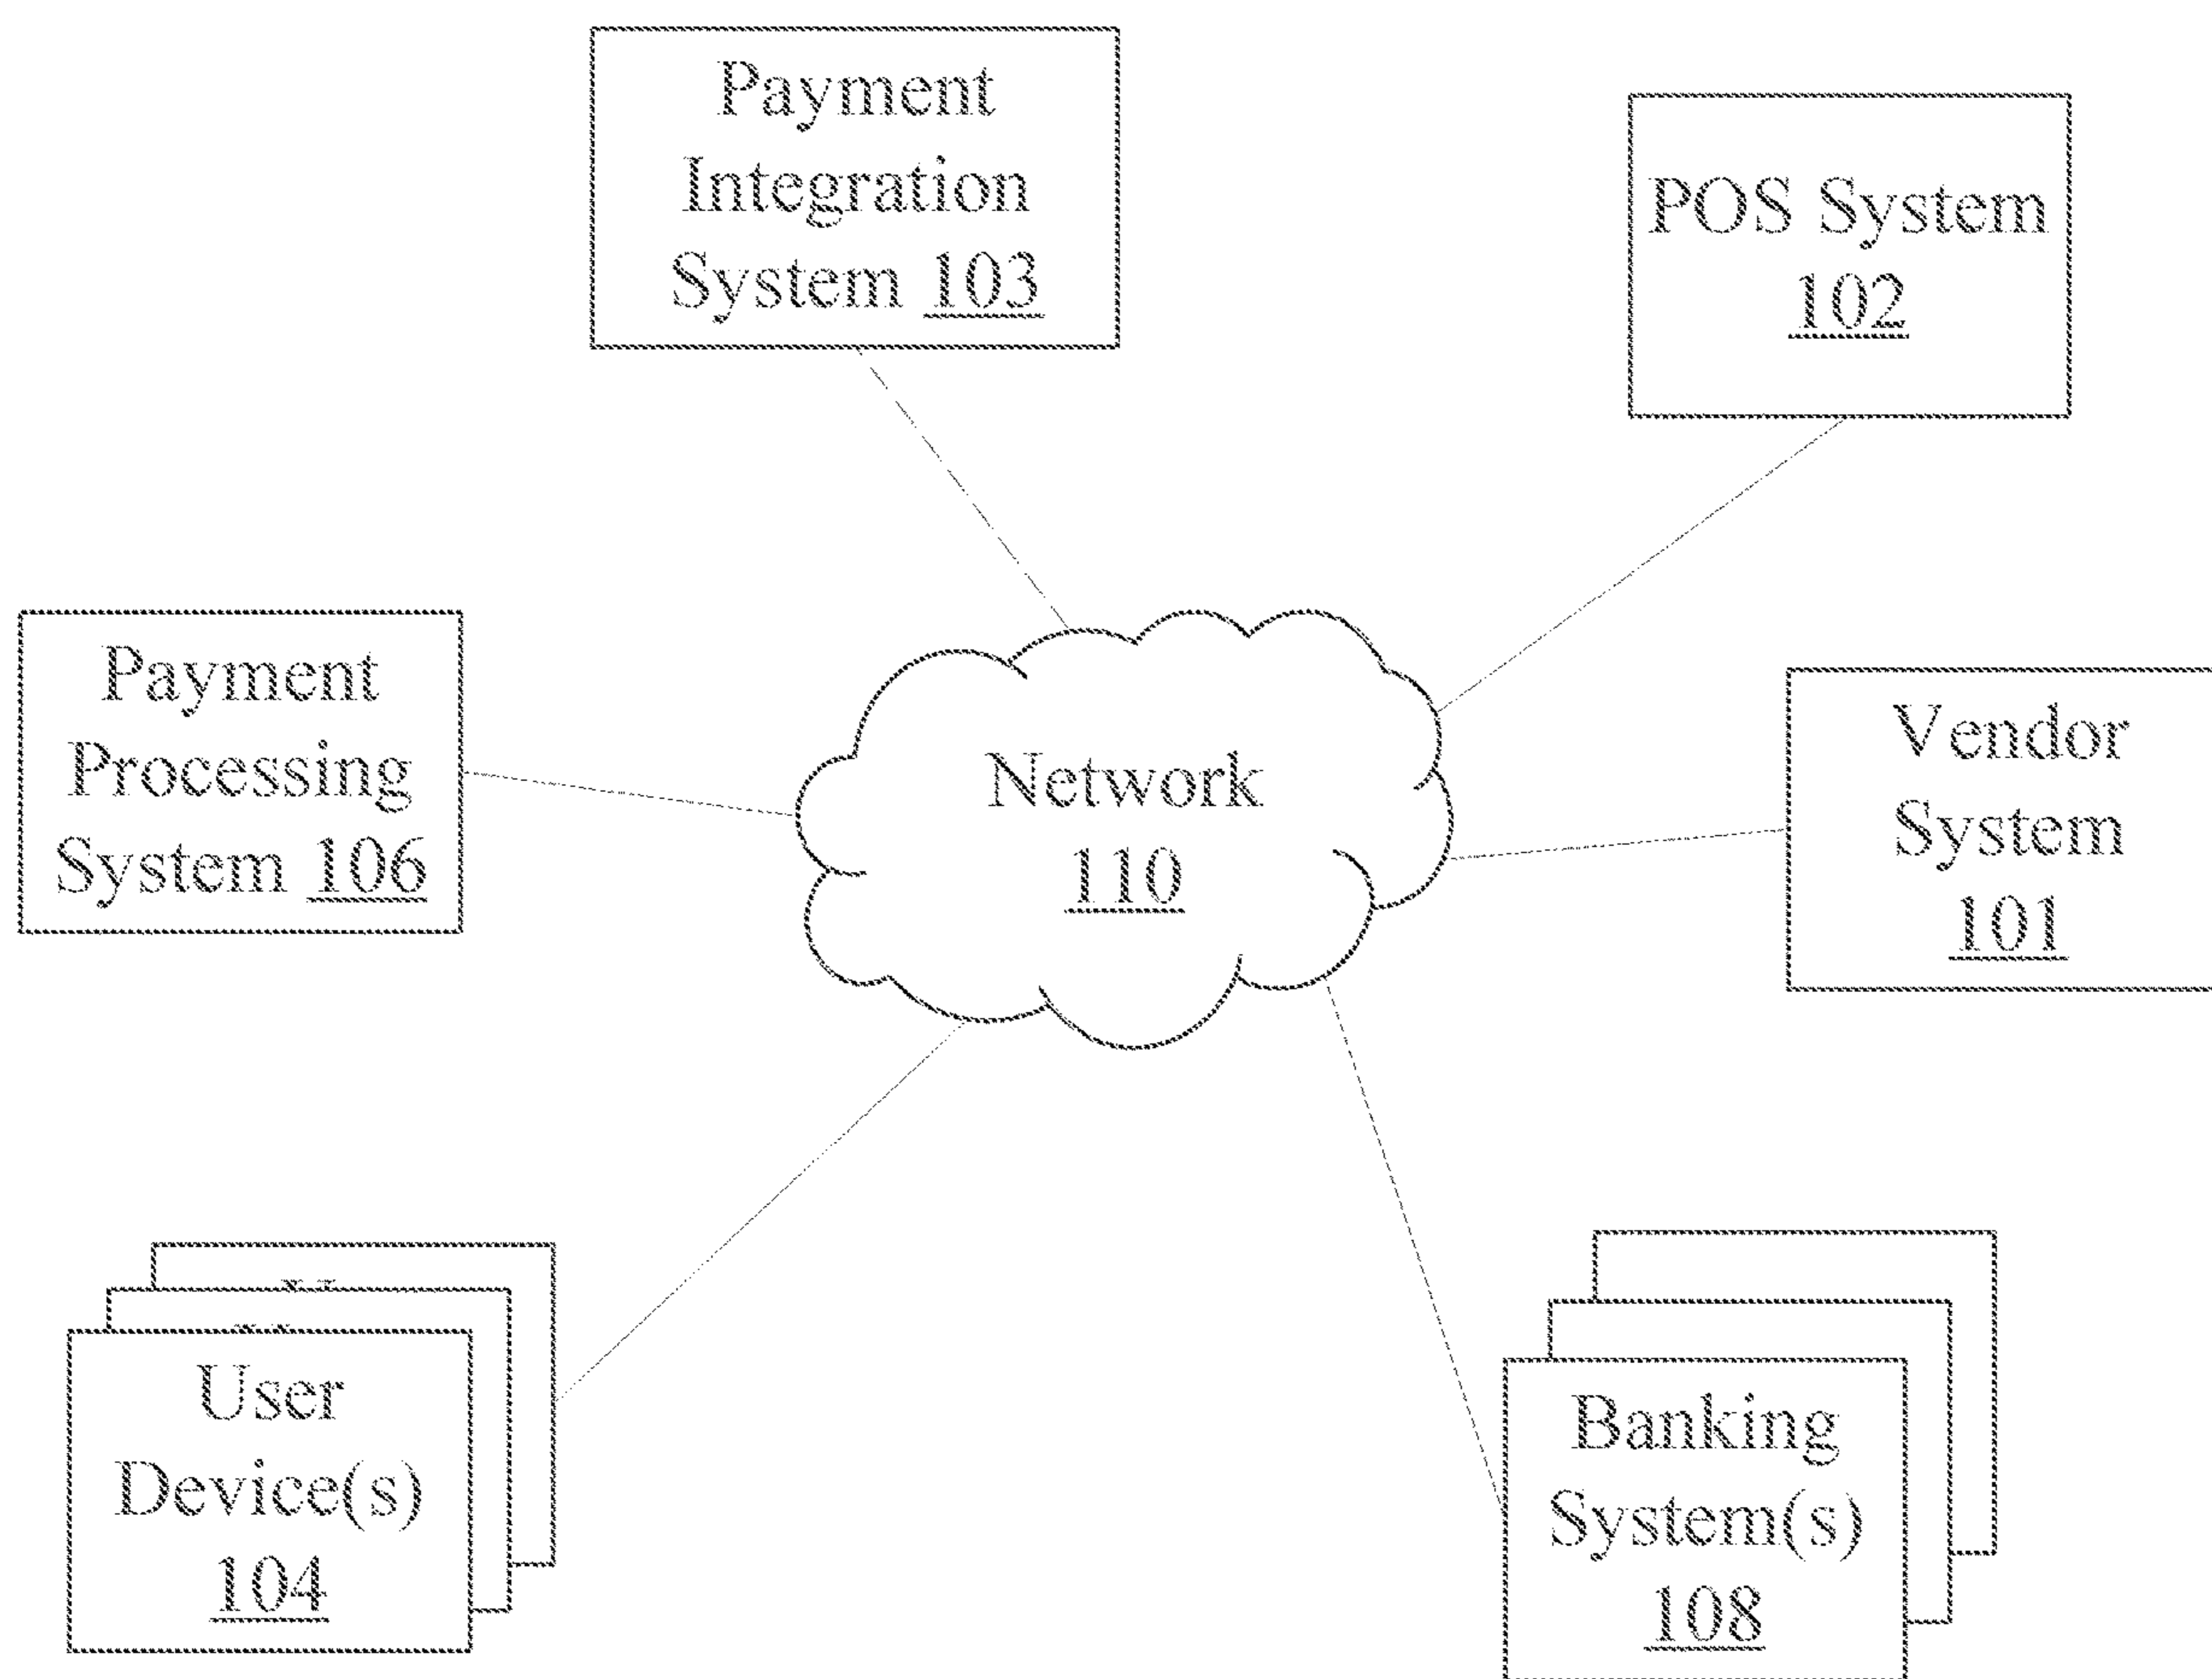 Payment
Integration
System 103
POS System
102
Payment
Processing
System 106
Network
110
Vendor
System
101
User
Device(s)
104
Banking
System(s)
108